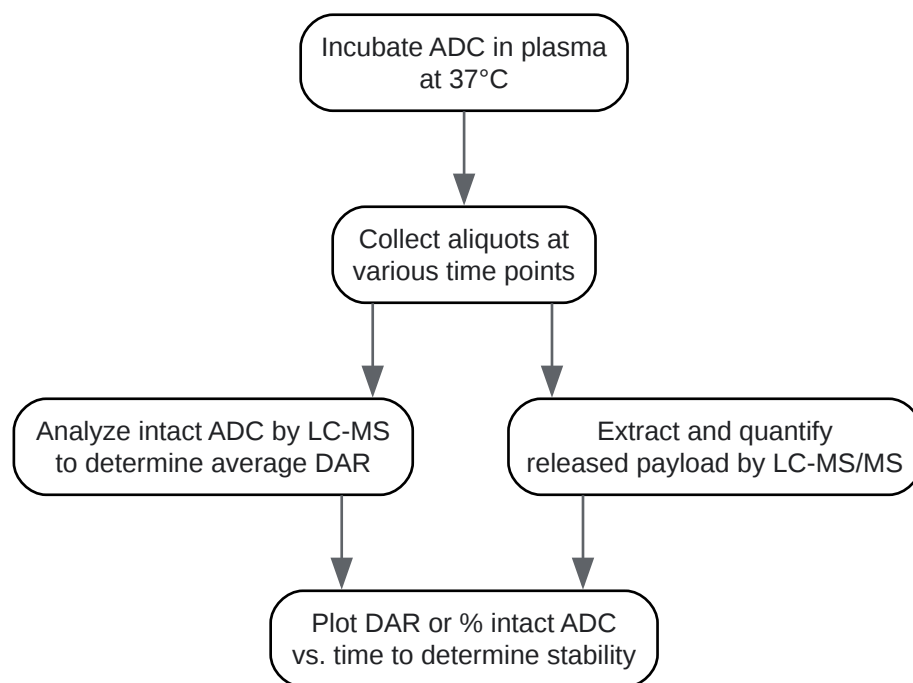 Incubate ADC in plasma
at 37°C
Collect aliquots at
various time points
Analyze intact ADC by LC-MS
to determine average DAR
Extract and quantify
released payload by LC-MS/MS
Plot DAR or % intact ADC
vs. time to determine stability